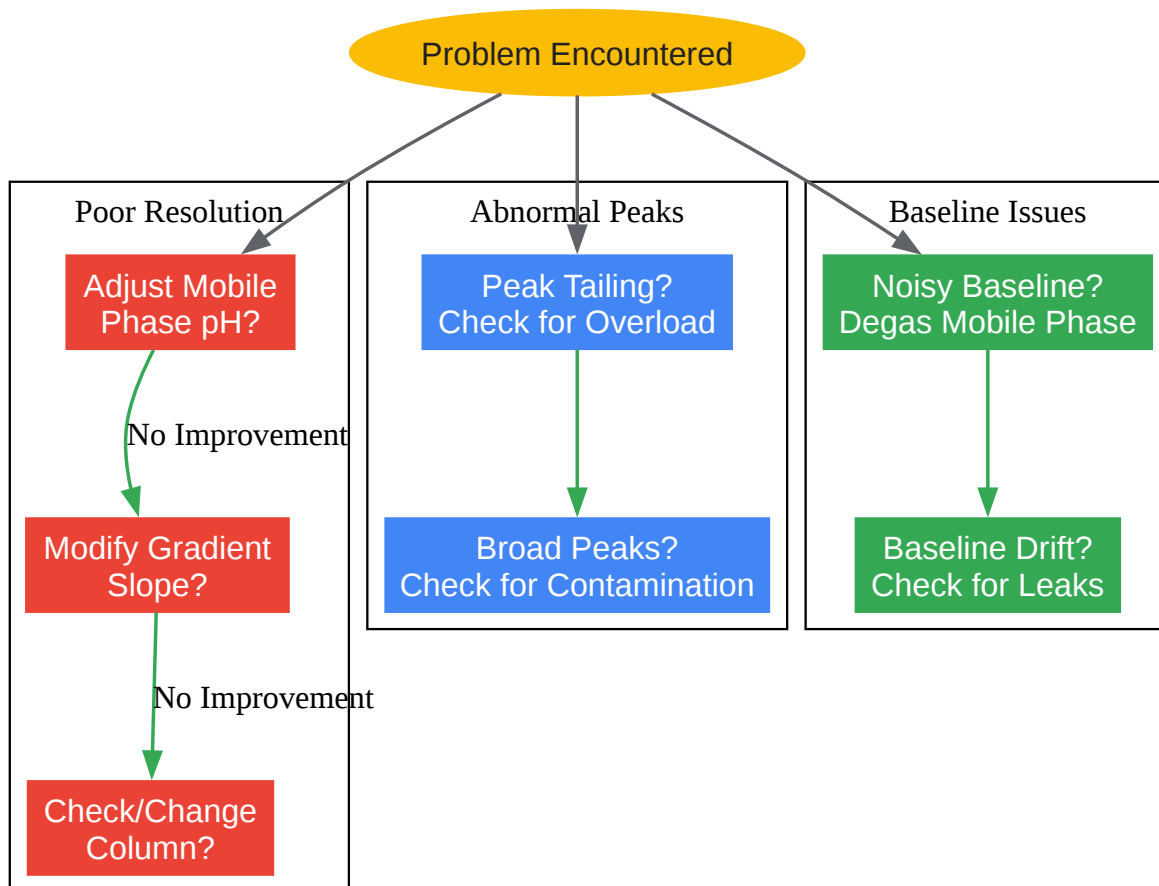 Problem Encountered
Poor Resolution
Adjust Mobile
Phase pH?
No Improvement
Modify Gradient
Slope?
No Improvement
Check/Change
Column?
Abnormal Peaks
Peak Tailing?
Check for Overload
Broad Peaks?
Check for Contamination
Baseline Issues
Noisy Baseline?
Degas Mobile Phase
Baseline Drift?
Check for Leaks